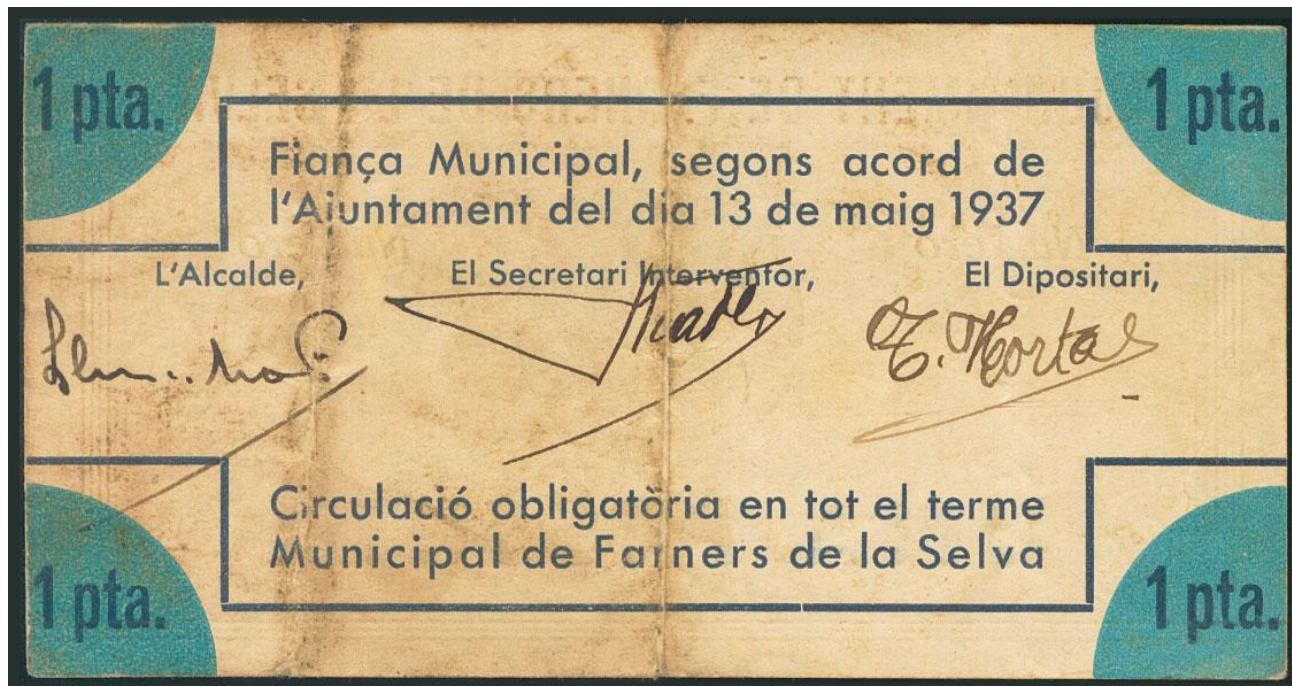 1 pta. 1 pta.
Fiança Municipal, segons acord de
l'Ajuntament del dia 13 de maig 1937
L'Alcalde, El Secretari Interventor, El Dipositari,
Hortal
Circulació obligatòria en tot el terme
Municipal de Farners de la Selva
1 pta. 1 pta.